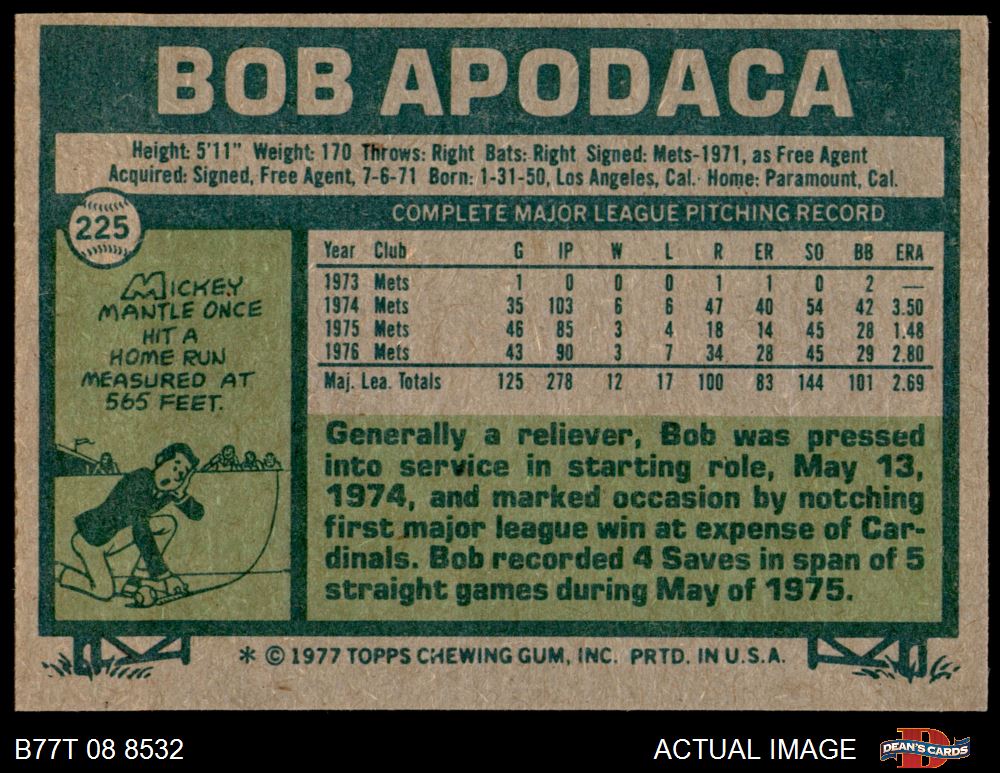 BOB APODACA
Height: 5'11" Weight: 170 Throws: Right Bats: Right Signed: Mets-1971, as Free Agent
Acquired: Signed, Free Agent, 7-6-71 Born: 1-31-50, Los Angeles, Cal. Home: Paramount, Cal.
225
COMPLETE MAJOR LEAGUE PITCHING RECORD
Year Club G IP W L R ER SO BB ERA
1973 Mets 1 0 0 0 1 1 0 2 —
1974 Mets 35 103 6 6 47 40 54 42 3.50
1975 Mets 46 85 3 4 18 14 45 28 1.48
1976 Mets 43 90 3 7 34 28 45 29 2.80
Maj. Lea. Totals 125 278 12 17 100 83 144 101 2.69
MICKEY
MANTLE ONCE
HIT A
HOME RUN
MEASURED AT
565 FEET.
Generally a reliever, Bob was pressed
into service in starting role, May 13,
1974, and marked occasion by notching
first major league win at expense of Car-
dinals. Bob recorded 4 Saves in span of 5
straight games during May of 1975.
* © 1977 TOPPS CHEWING GUM, INC. PRTD. IN U.S.A.
B77T 08 8532
ACTUAL IMAGE
DEAN'S CARDS